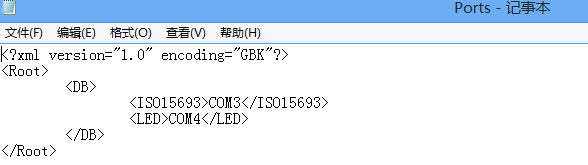 Ports - 记事本
文件(F) 编辑(E) 格式(O) 查看(V) 帮助(H)
<?xml version="1.0" encoding="GBK"?>
<Root>
<DB>
<ISO15693>COM3</ISO15693>
<LED>COM4</LED>
</DB>
</Root>